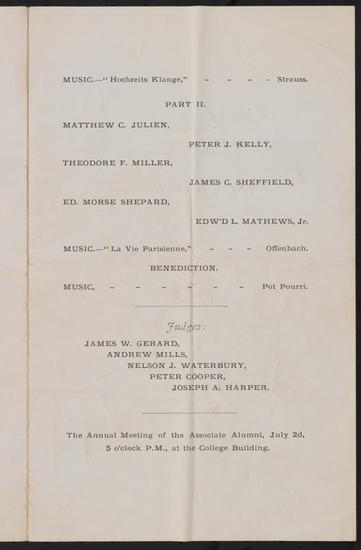 MUSIC.—"Hochzeits Klange," - - - - Strauss.
PART II.
MATTHEW C. JULIEN,
PETER J. KELLY,
THEODORE F. MILLER,
JAMES C. SHEFFIELD,
ED. MORSE SHEPARD,
EDW'D L. MATHEWS, Jr.
MUSIC.—"La Vie Parisienne," - - - Offenbach.
BENEDICTION.
MUSIC, - - - - - - Pot Pourri.
Judges:
JAMES W. GERARD,
ANDREW MILLS,
NELSON J. WATERBURY,
PETER COOPER,
JOSEPH A. HARPER.
The Annual Meeting of the Associate Alumni, July 2d,
5 o'clock P.M., at the College Building.